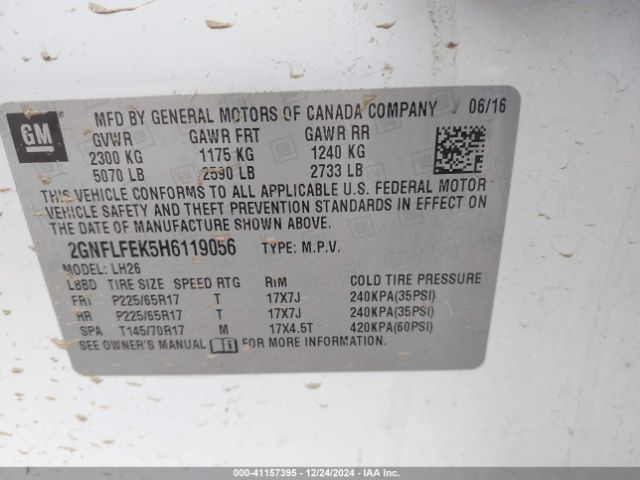 MFD BY GENERAL MOTORS OF CANADA COMPANY 06/16
GM
GVWR GAWR FRT GAWR RR
2300 KG 1175 KG 1240 KG
5070 LB 2590 LB 2733 LB
THIS VEHICLE CONFORMS TO ALL APPLICABLE U.S. FEDERAL MOTOR
VEHICLE SAFETY AND THEFT PREVENTION STANDARDS IN EFFECT ON
THE DATE OF MANUFACTURE SHOWN ABOVE.
2GNFLFEK5H6119056 TYPE: M.P.V.
MODEL: LH26
LBBD TIRE SIZE SPEED RTG RIM COLD TIRE PRESSURE
FRT P225/65R17 T 17X7J 240KPA(35PSI)
RR P225/65R17 T 17X7J 240KPA(35PSI)
SPA T145/70R17 M 17X4.5T 420KPA(60PSI)
SEE OWNER'S MANUAL FOR MORE INFORMATION.
000-41157395 - 12/24/2024 - IAA Inc.